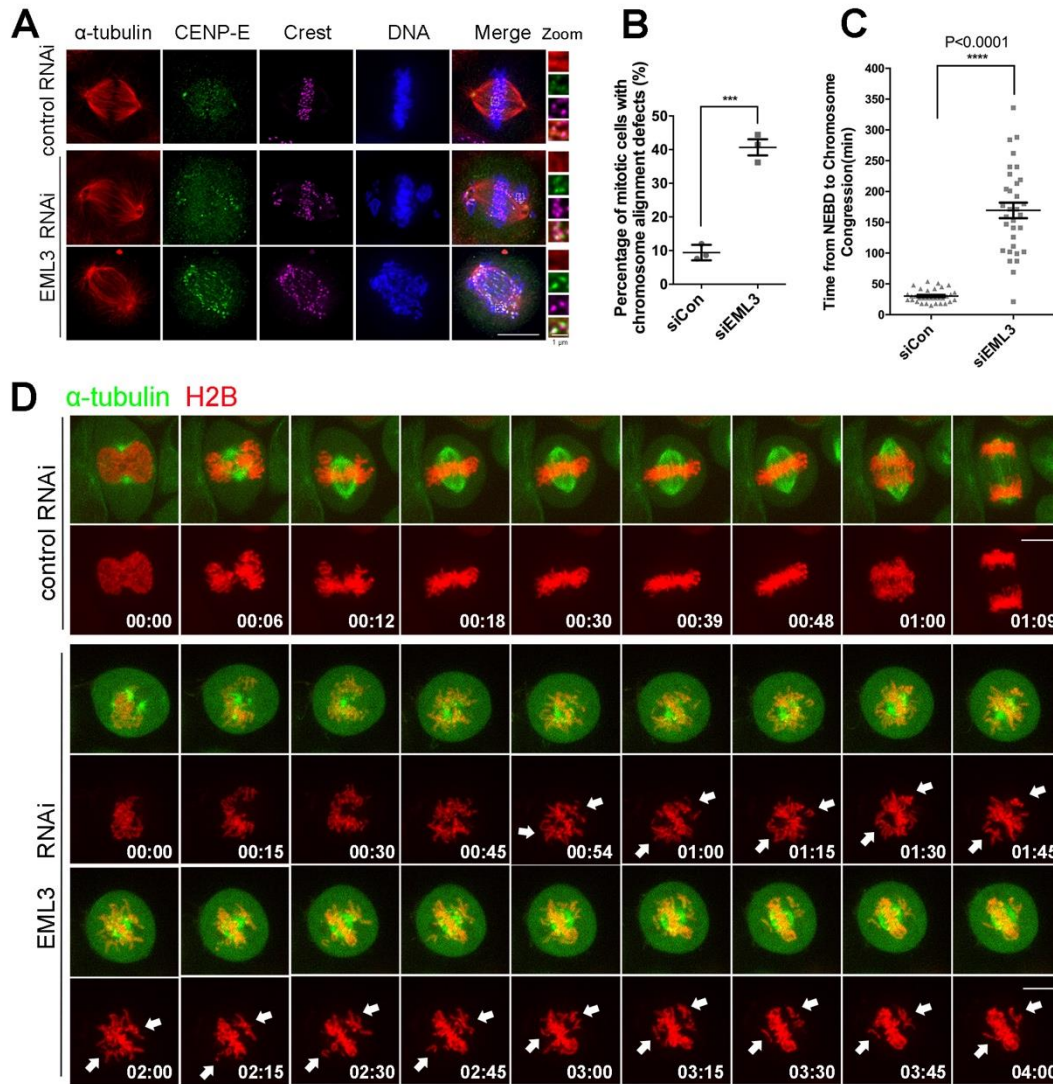 A
α-tubulin CENP-E Crest DNA Merge Zoom
control RNAi
EML3 RNAi
1 μm
B
Percentage of mitotic cells with
chromosome alignment defects (%)
50
40
30
20
10
0
***
siCon siEML3
C
P<0.0001
****
Time from NEBD to Chromosome
Congression(min)
400
350
300
250
200
150
100
50
0
siCon siEML3
D
α-tubulin H2B
control RNAi
00:00 00:06 00:12 00:18 00:30 00:39 00:48 01:00 01:09
EML3 RNAi
00:00 00:15 00:30 00:45 00:54 01:00 01:15 01:30 01:45
02:00 02:15 02:30 02:45 03:00 03:15 03:30 03:45 04:00